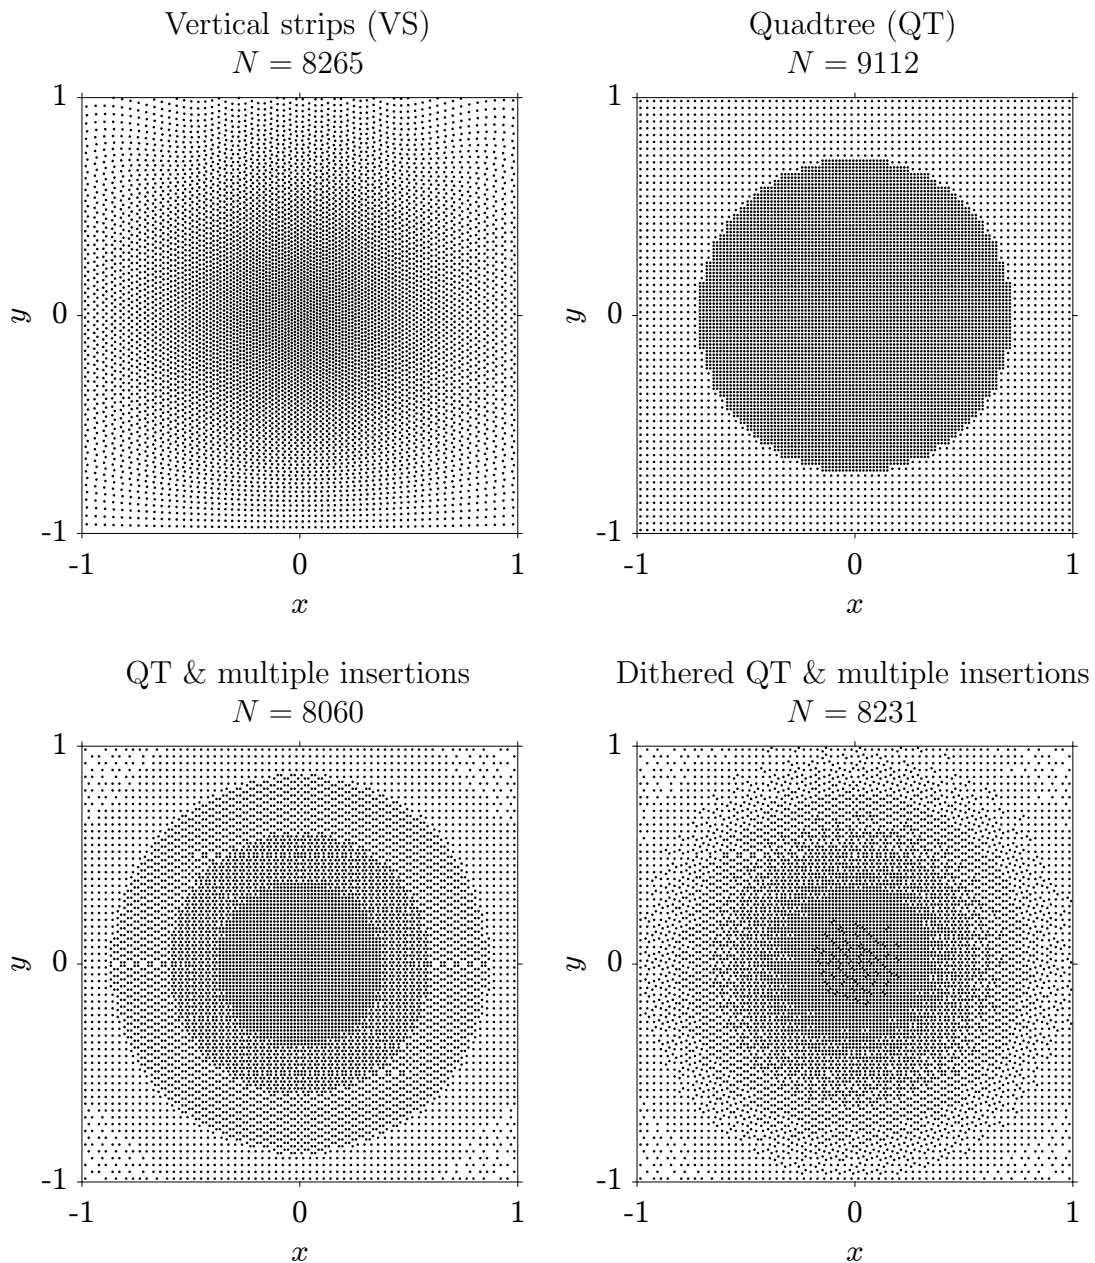 Vertical strips (VS)
N = 8265
Quadtree (QT)
N = 9112
1
0
-1
y
-1 0 1
x
1
0
-1
y
-1 0 1
x
QT & multiple insertions
N = 8060
Dithered QT & multiple insertions
N = 8231
1
0
-1
y
-1 0 1
x
1
0
-1
y
-1 0 1
x